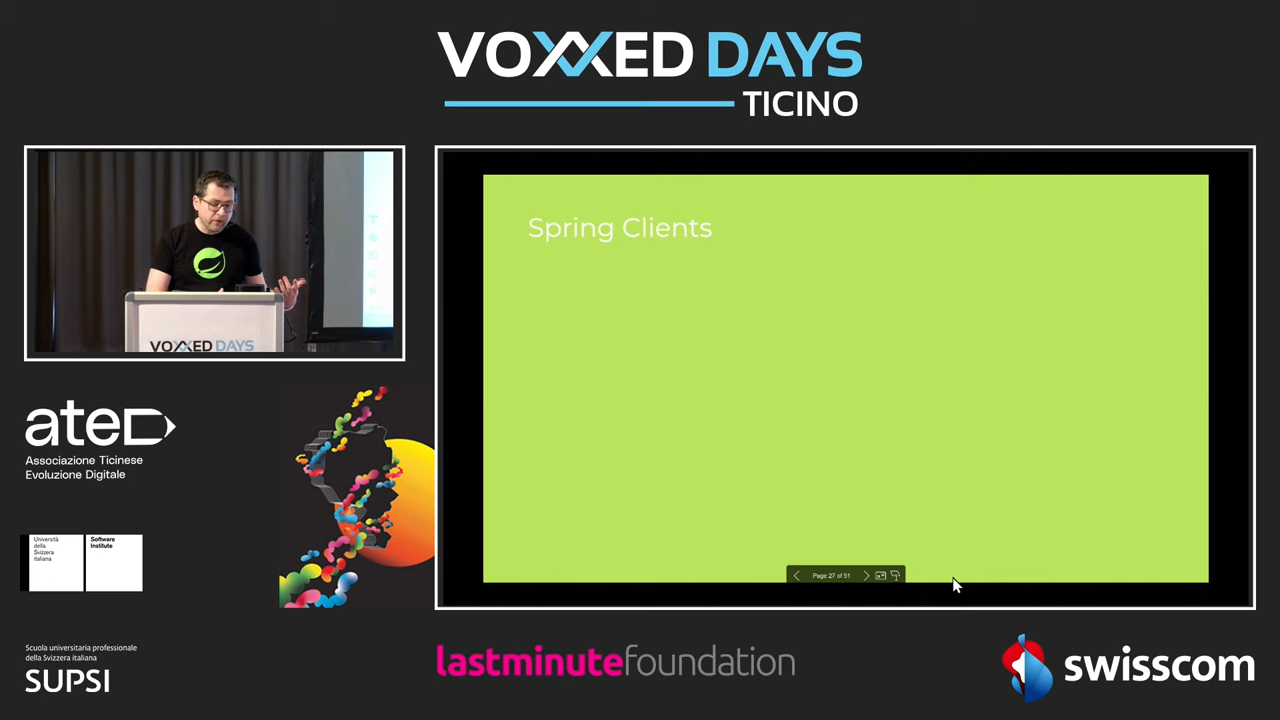 VOXXED DAYS
TICINO
VOXXED DAYS
Spring Clients
Page 27 of 51
ateD
Associazione Ticinese
Evoluzione Digitale
Università
della
Svizzera
italiana
Software
Institute
Scuola universitaria professionale
della Svizzera italiana
SUPSI
lastminutefoundation
swisscom